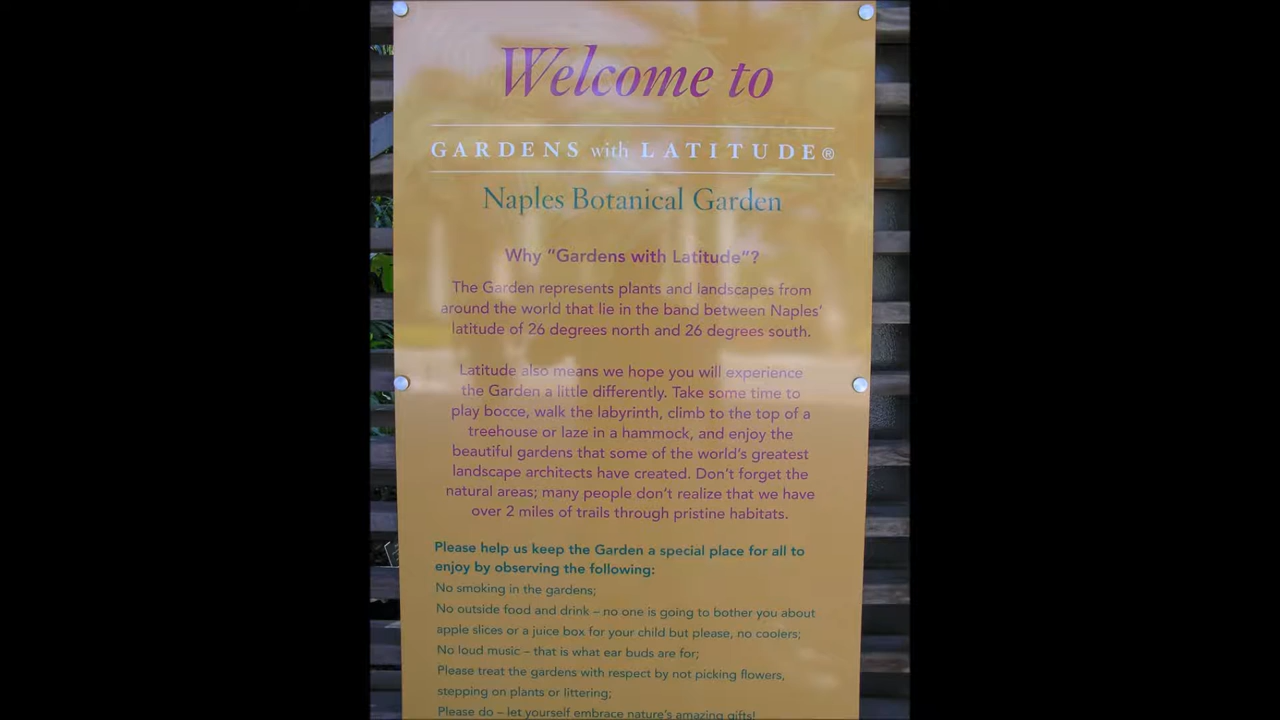 Welcome to
GARDENS with LATITUDE®
Naples Botanical Garden
Why “Gardens with Latitude”?
The Garden represents plants and landscapes from
around the world that lie in the band between Naples’
latitude of 26 degrees north and 26 degrees south.
Latitude also means we hope you will experience
the Garden a little differently. Take some time to
play bocce, walk the labyrinth, climb to the top of a
treehouse or laze in a hammock, and enjoy the
beautiful gardens that some of the world’s greatest
landscape architects have created. Don’t forget the
natural areas; many people don’t realize that we have
over 2 miles of trails through pristine habitats.
Please help us keep the Garden a special place for all to
enjoy by observing the following:
No smoking in the gardens;
No outside food and drink – no one is going to bother you about
apple slices or a juice box for your child but please, no coolers;
No loud music – that is what ear buds are for;
Please treat the gardens with respect by not picking flowers,
stepping on plants or littering;
Please do – let yourself embrace nature’s amazing gifts!